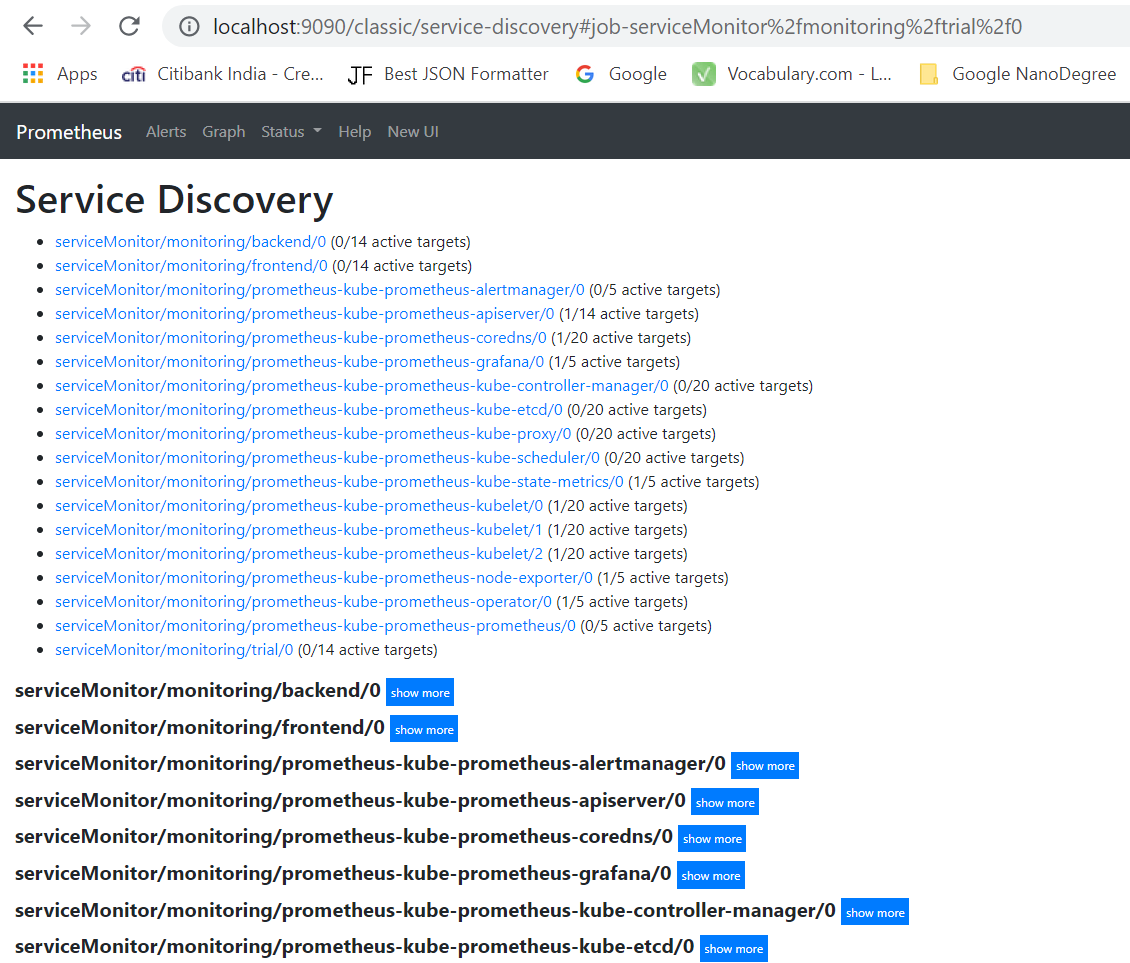 localhost:9090/classic/service-discovery#job-serviceMonitor%2fmonitoring%2ftrial%2f0
Apps citi Citibank India - Cre... JF Best JSON Formatter G Google Vocabulary.com - L... Google NanoDegree
Prometheus Alerts Graph Status Help New UI
Service Discovery
• serviceMonitor/monitoring/backend/0 (0/14 active targets)
• serviceMonitor/monitoring/frontend/0 (0/14 active targets)
• serviceMonitor/monitoring/prometheus-kube-prometheus-alertmanager/0 (0/5 active targets)
• serviceMonitor/monitoring/prometheus-kube-prometheus-apiserver/0 (1/14 active targets)
• serviceMonitor/monitoring/prometheus-kube-prometheus-coredns/0 (1/20 active targets)
• serviceMonitor/monitoring/prometheus-kube-prometheus-grafana/0 (1/5 active targets)
• serviceMonitor/monitoring/prometheus-kube-prometheus-kube-controller-manager/0 (0/20 active targets)
• serviceMonitor/monitoring/prometheus-kube-prometheus-kube-etcd/0 (0/20 active targets)
• serviceMonitor/monitoring/prometheus-kube-prometheus-kube-proxy/0 (0/20 active targets)
• serviceMonitor/monitoring/prometheus-kube-prometheus-kube-scheduler/0 (0/20 active targets)
• serviceMonitor/monitoring/prometheus-kube-prometheus-kube-state-metrics/0 (1/5 active targets)
• serviceMonitor/monitoring/prometheus-kube-prometheus-kubelet/0 (1/20 active targets)
• serviceMonitor/monitoring/prometheus-kube-prometheus-kubelet/1 (1/20 active targets)
• serviceMonitor/monitoring/prometheus-kube-prometheus-kubelet/2 (1/20 active targets)
• serviceMonitor/monitoring/prometheus-kube-prometheus-node-exporter/0 (1/5 active targets)
• serviceMonitor/monitoring/prometheus-kube-prometheus-operator/0 (1/5 active targets)
• serviceMonitor/monitoring/prometheus-kube-prometheus-prometheus/0 (0/5 active targets)
• serviceMonitor/monitoring/trial/0 (0/14 active targets)
serviceMonitor/monitoring/backend/0 show more
serviceMonitor/monitoring/frontend/0 show more
serviceMonitor/monitoring/prometheus-kube-prometheus-alertmanager/0 show more
serviceMonitor/monitoring/prometheus-kube-prometheus-apiserver/0 show more
serviceMonitor/monitoring/prometheus-kube-prometheus-coredns/0 show more
serviceMonitor/monitoring/prometheus-kube-prometheus-grafana/0 show more
serviceMonitor/monitoring/prometheus-kube-prometheus-kube-controller-manager/0 show more
serviceMonitor/monitoring/prometheus-kube-prometheus-kube-etcd/0 show more